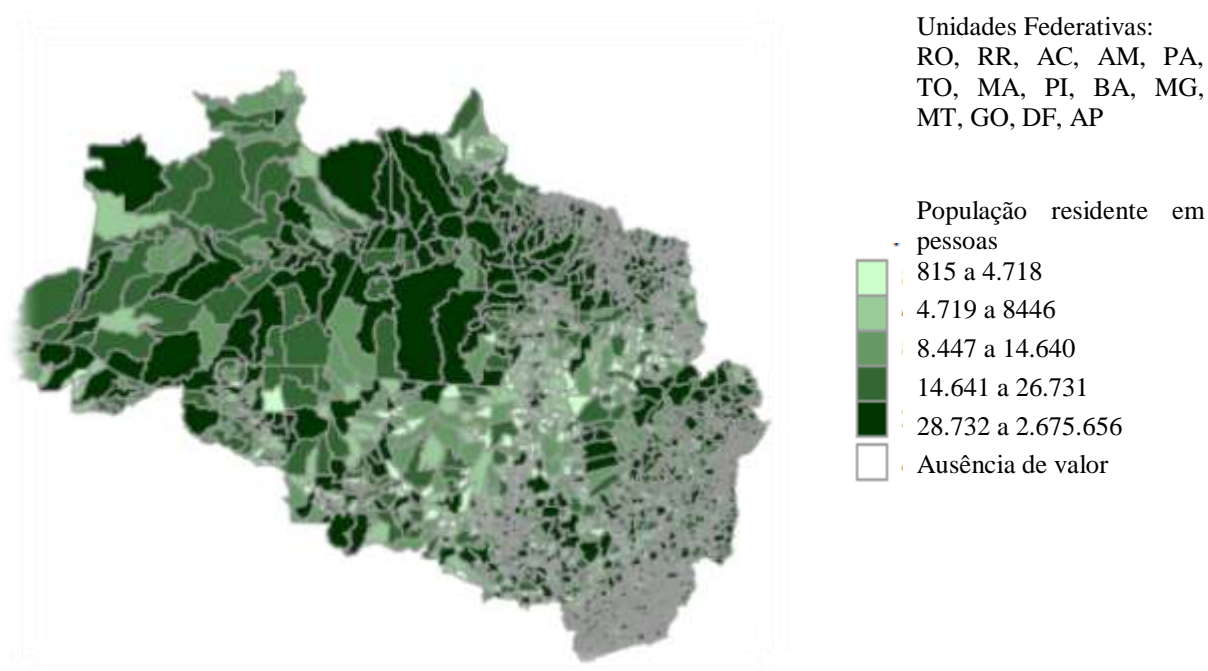 Unidades Federativas:
RO, RR, AC, AM, PA,
TO, MA, PI, BA, MG,
MT, GO, DF, AP
População residente em
pessoas
815 a 4.718
4.719 a 8446
8.447 a 14.640
14.641 a 26.731
28.732 a 2.675.656
Ausência de valor